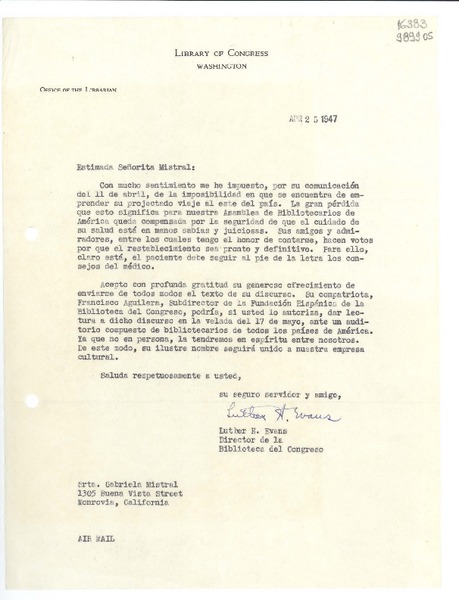 K383
989905
LIBRARY OF CONGRESS
WASHINGTON
OFFICE OF THE LIBRARIAN
APR 25 1947
Estimada Señorita Mistral:
Con mucho sentimiento me he impuesto, por su comunicación
del 11 de abril, de la imposibilidad en que se encuentra de em-
prender su projectado viaje al este del país. La gran pérdida
que esto significa para nuestra Asamblea de Bibliotecarios de
América queda compensada por la seguridad de que el cuidado de
su salud está en manos sabias y juiciosas. Sus amigos y admi-
radores, entre los cuales tengo el honor de contarme, hacen votos
por que el restablecimiento sea pronto y definitivo. Para ello,
claro está, el paciente debe seguir al pie de la letra los con-
sejos del médico.
Acepto con profunda gratitud su generoso ofrecimiento de
enviarme de todos modos el texto de su discurso. Su compatriota,
Francisco Aguilera, Subdirector de la Fundación Hispánica de la
Biblioteca del Congreso, podría, si usted lo autoriza, dar lec-
tura a dicho discurso en la velada del 17 de mayo, ante un audi-
torio compuesto de bibliotecarios de todos los países de América.
Ya que no en persona, la tendremos en espíritu entre nosotros.
De este modo, su ilustre nombre seguirá unido a nuestra empresa
cultural.
Saluda respetuosamente a usted,
su seguro servidor y amigo,
Luther H. Evans
Luther H. Evans
Director de la
Biblioteca del Congreso
Srta. Gabriela Mistral
1305 Buena Vista Street
Monrovia, California
AIR MAIL